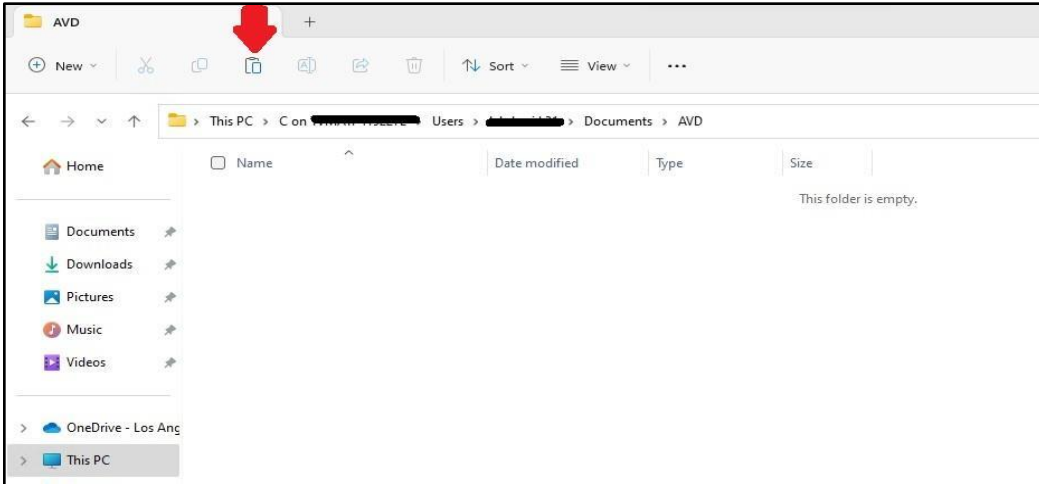 AVD
New
Sort
View
This PC > C on Users > > Documents > AVD
Home
Name Date modified Type Size
This folder is empty.
Documents
Downloads
Pictures
Music
Videos
OneDrive - Los Ang
This PC